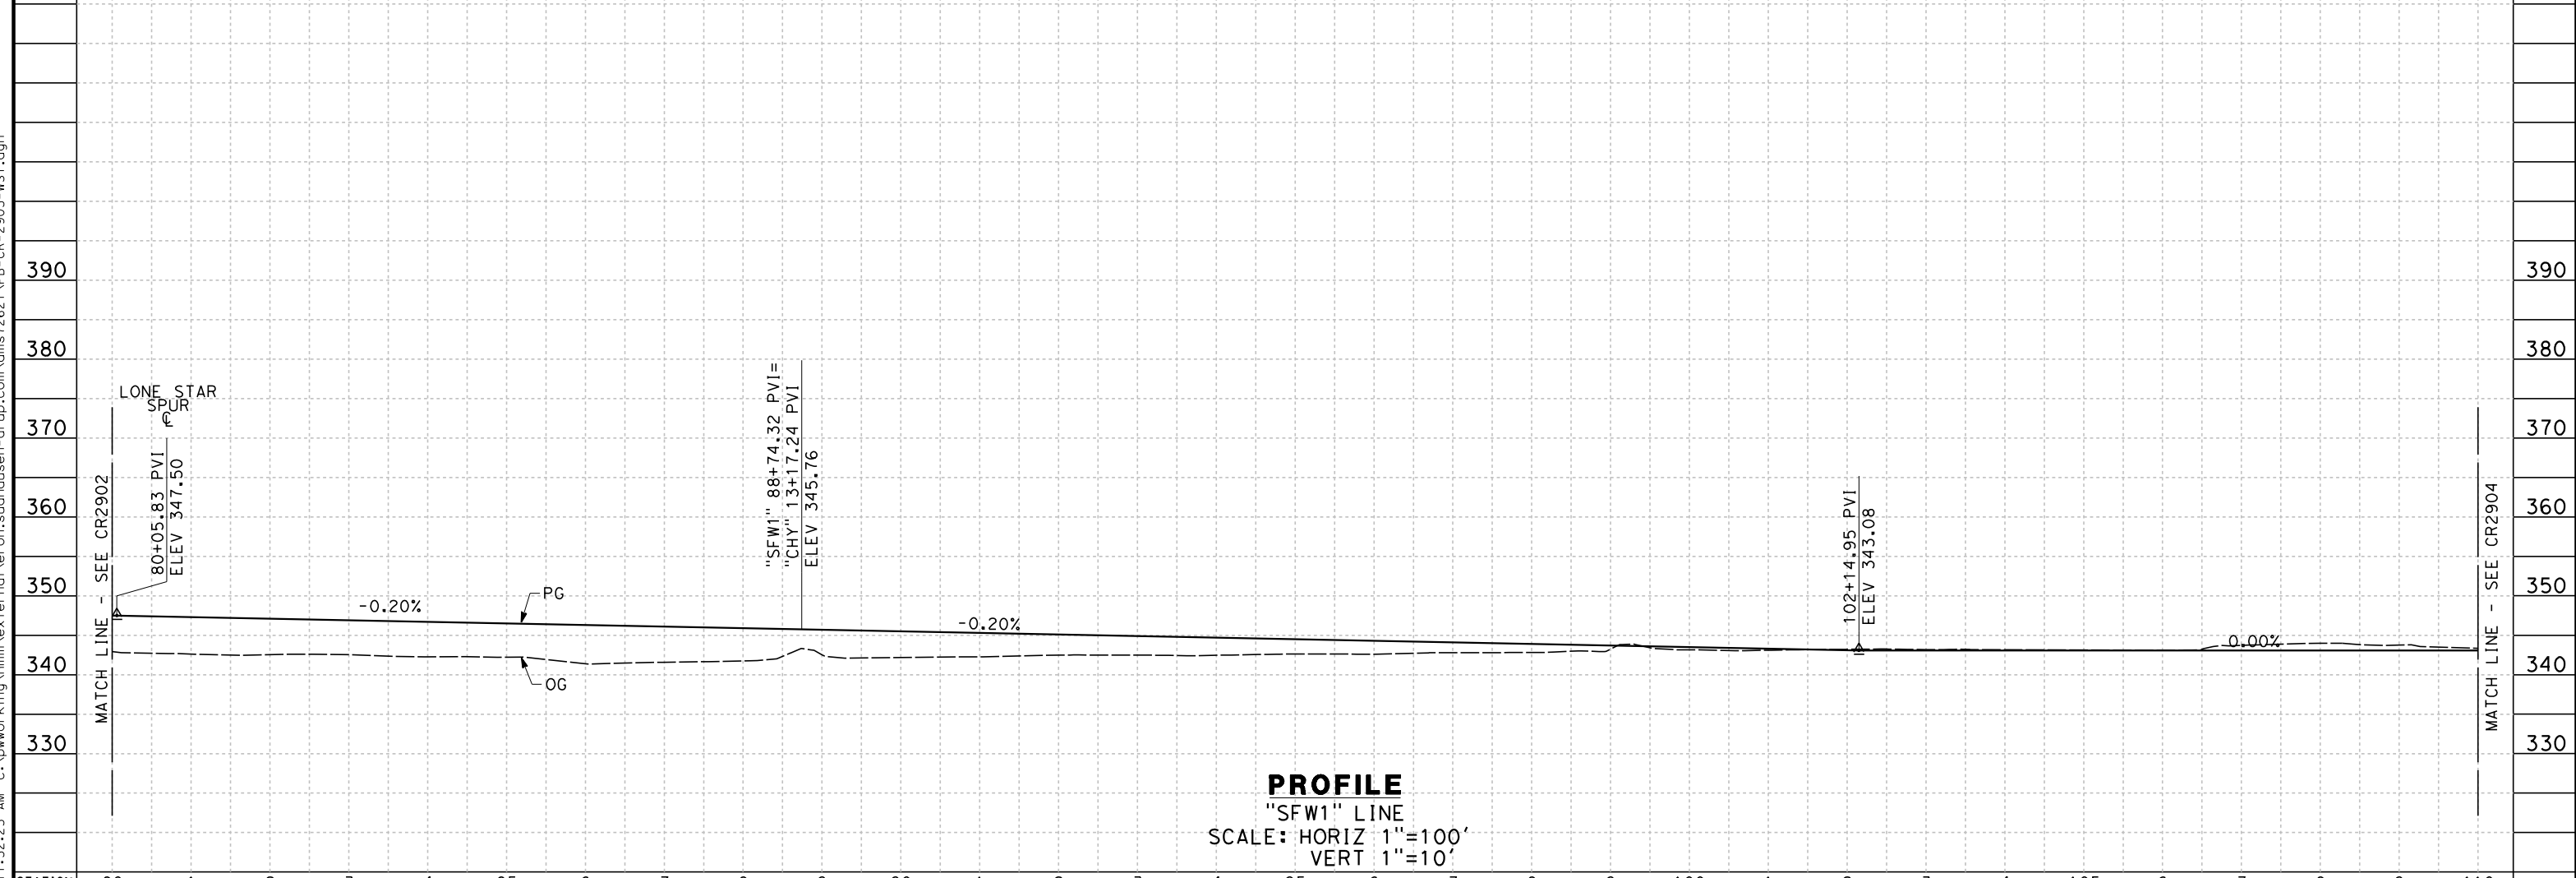 390
390
380
380
370
370
360
360
350
350
340
340
330
330
LONE STAR
SPUR
℄
80+05.83 PVI
ELEV 347.50
MATCH LINE - SEE CR2902
-0.20%
PG
OG
"SFW1" 88+74.32 PVI=
"CHY" 13+17.24 PVI
ELEV 345.76
-0.20%
102+14.95 PVI
ELEV 343.08
0.00%
MATCH LINE - SEE CR2904
PROFILE
"SFW1" LINE
SCALE: HORIZ 1"=100'
VERT 1"=10'